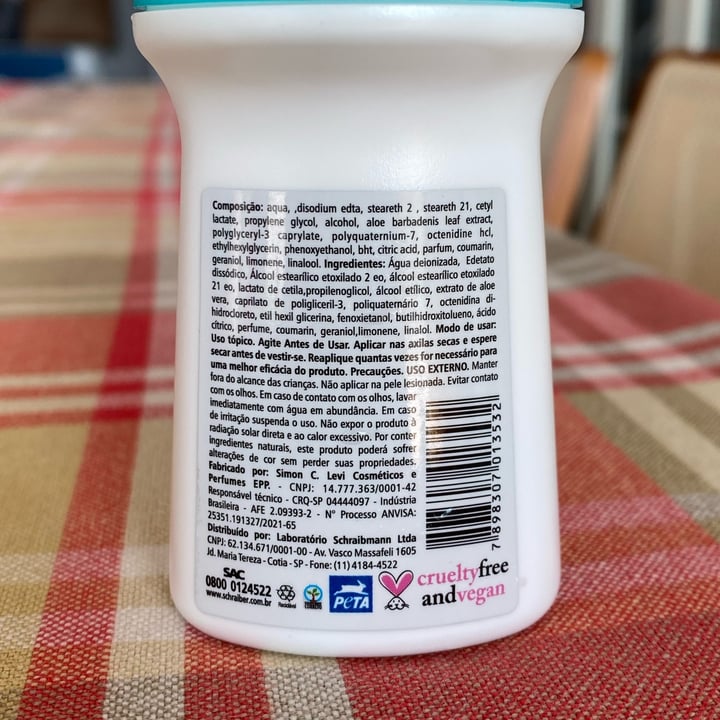 Composição: aqua, ,disodium edta, steareth 2 , steareth 21, cetyl
lactate, propylene glycol, alcohol, aloe barbadenis leaf extract,
polyglyceryl-3 caprylate, polyquaternium-7, octenidine hcl,
ethylhexylglycerin, phenoxyethanol, bht, citric acid, parfum, coumarin,
geraniol, limonene, linalool. Ingredientes: Água deionizada, Edetato
dissódico, Álcool estearílico etoxilado 2 eo, álcool estearílico etoxilado
21 eo, lactato de cetila,propilenoglicol, álcool etílico, extrato de aloe
vera, caprilato de poligliceril-3, poliquaternário 7, octenidina di-
hidrocloreto, etil hexil glicerina, fenoxietanol, butilhidroxitolueno, ácido
cítrico, perfume, coumarin, geraniol,limonene, linalol. Modo de usar:
Uso tópico. Agite Antes de Usar. Aplicar nas axilas secas e espere
secar antes de vestir-se. Reaplique quantas vezes for necessário para
uma melhor eficácia do produto. Precauções. USO EXTERNO. Manter
fora do alcance das crianças. Não aplicar na pele lesionada. Evitar contato
com os olhos. Em caso de contato com os olhos, lavar
imediatamente com água em abundância. Em caso
de irritação suspenda o uso. Não expor o produto à
radiação solar direta e ao calor excessivo. Por conter
ingredientes naturais, este produto poderá sofrer
alterações de cor sem perder suas propriedades.
Fabricado por: Simon C. Levi Cosméticos e
Perfumes EPP. - CNPJ: 14.777.363/0001-42
Responsável técnico - CRQ-SP 04444097 - Indústria
Brasileira - AFE 2.09393-2 - N° Processo ANVISA:
25351.191327/2021-65
Distribuído por: Laboratório Schraibmann Ltda
CNPJ: 62.134.671/0001-00 - Av. Vasco Massafeli 1605
Jd. Maria Tereza - Cotia - SP - Fone: (11) 4184-4522
SAC
0800 0124522
www.schraiber.com.br
Reciclável
PETA
crueltyfree
andvegan
7 898307 013532